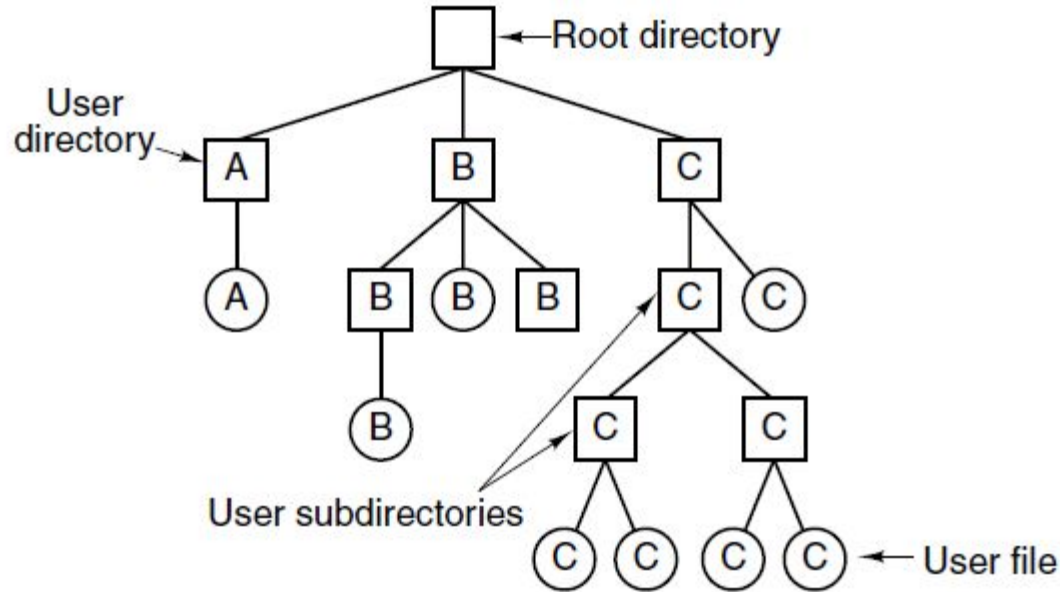 Root directory
User
directory
A
B
C
A
B
B
B
C
C
B
C
C
User subdirectories
C
C
C
C
User file